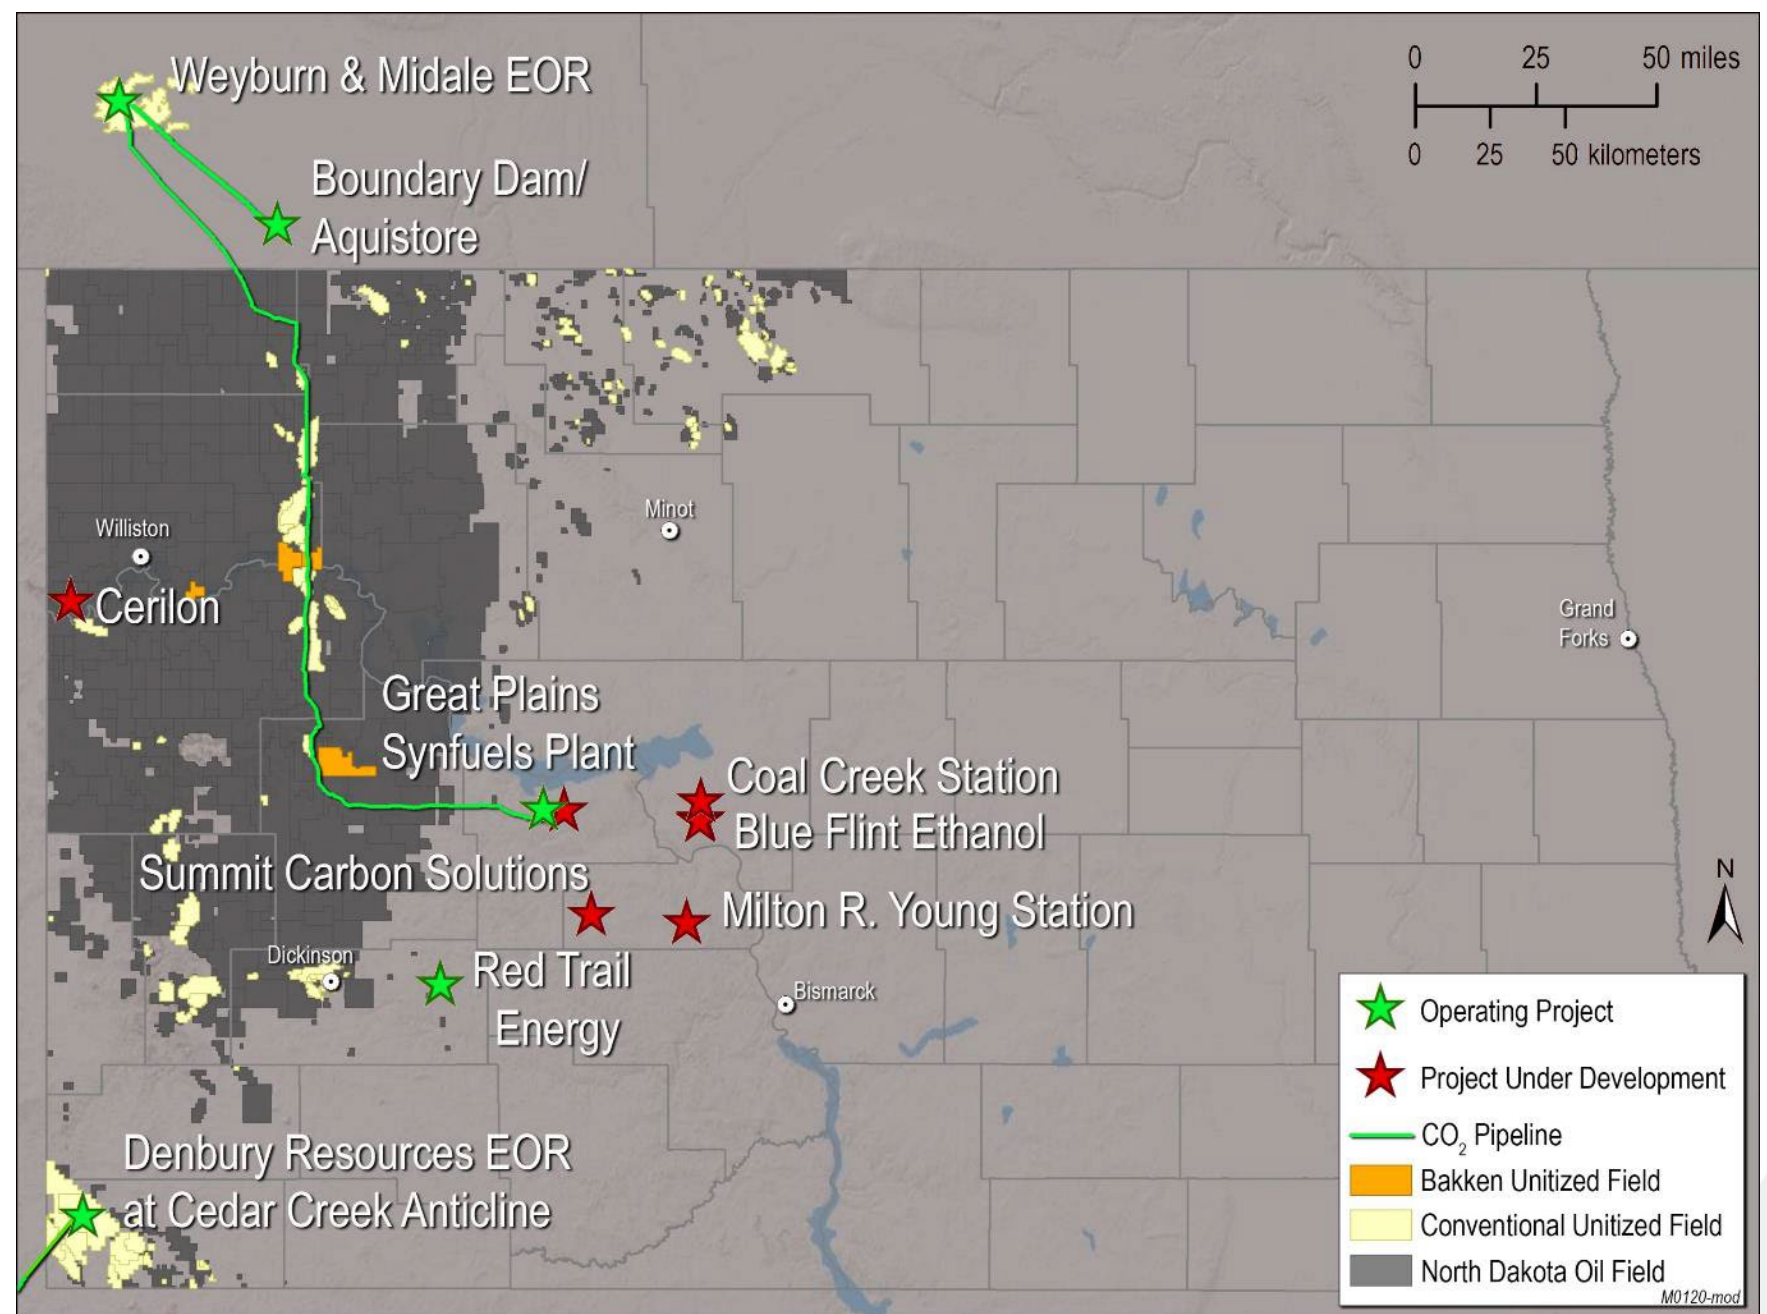 Weyburn & Midale EOR
0 25 50 miles
0 25 50 kilometers
Boundary Dam/
Aquistore
Minot
Williston
Cerilon
Grand
Forks
Great Plains
Synfuels Plant
Coal Creek Station
Blue Flint Ethanol
Summit Carbon Solutions
Milton R. Young Station
N
Dickinson
Red Trail
Energy
Bismarck
Denbury Resources EOR
at Cedar Creek Anticline
Operating Project
Project Under Development
CO₂ Pipeline
Bakken Unitized Field
Conventional Unitized Field
North Dakota Oil Field
M0120-mod